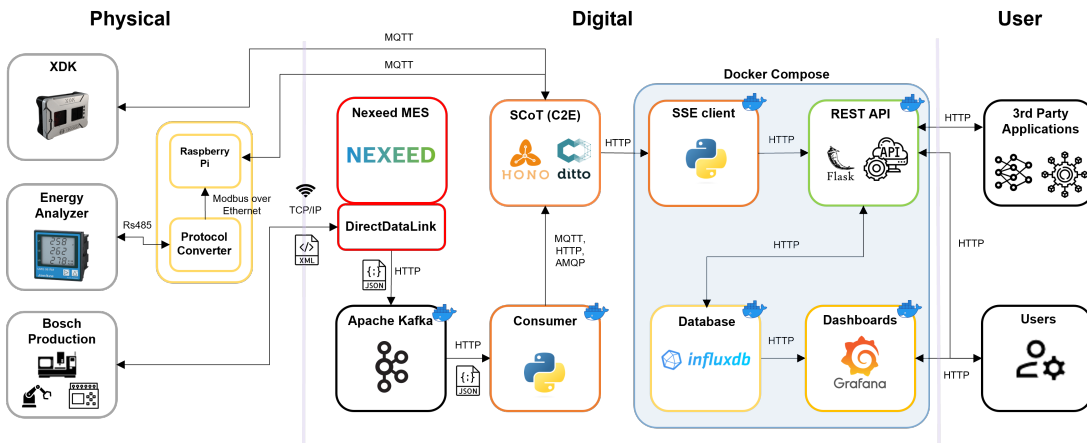 Physical
Digital
User
MQTT
MQTT
XDK
Raspberry
Pi
Modbus over
Ethernet
Protocol
Converter
Energy
Analyzer
Rs485
258
262
278
Bosch
Production
TCP/IP
XML
Nexeed MES
NEXEED
DirectDataLink
HTTP
{;}
JSON
Apache Kafka
HTTP
{;}
JSON
Consumer
MQTT,
HTTP,
AMQP
SCoT (C2E)
HONO
ditto
HTTP
Docker Compose
SSE client
HTTP
REST API
Flask
API
HTTP
Database
influxdb
HTTP
Dashboards
Grafana
HTTP
HTTP
HTTP
3rd Party
Applications
Users